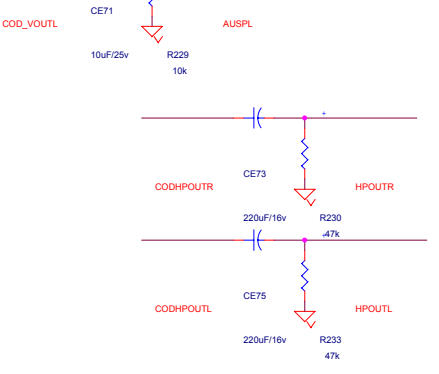 CE71
COD_VOUTL
AUSPL
10uF/25v
R229
10k
+
CE73
CODHPOUTR
HPOUTR
220uF/16v
R230
+
47k
CE75
CODHPOUTL
HPOUTL
220uF/16v
R233
47k